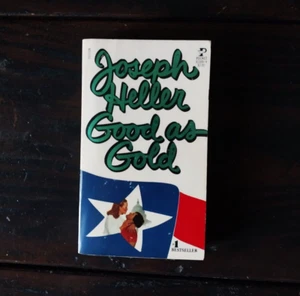 Joseph
Heller
Good as
Gold
#1
BESTSELLER